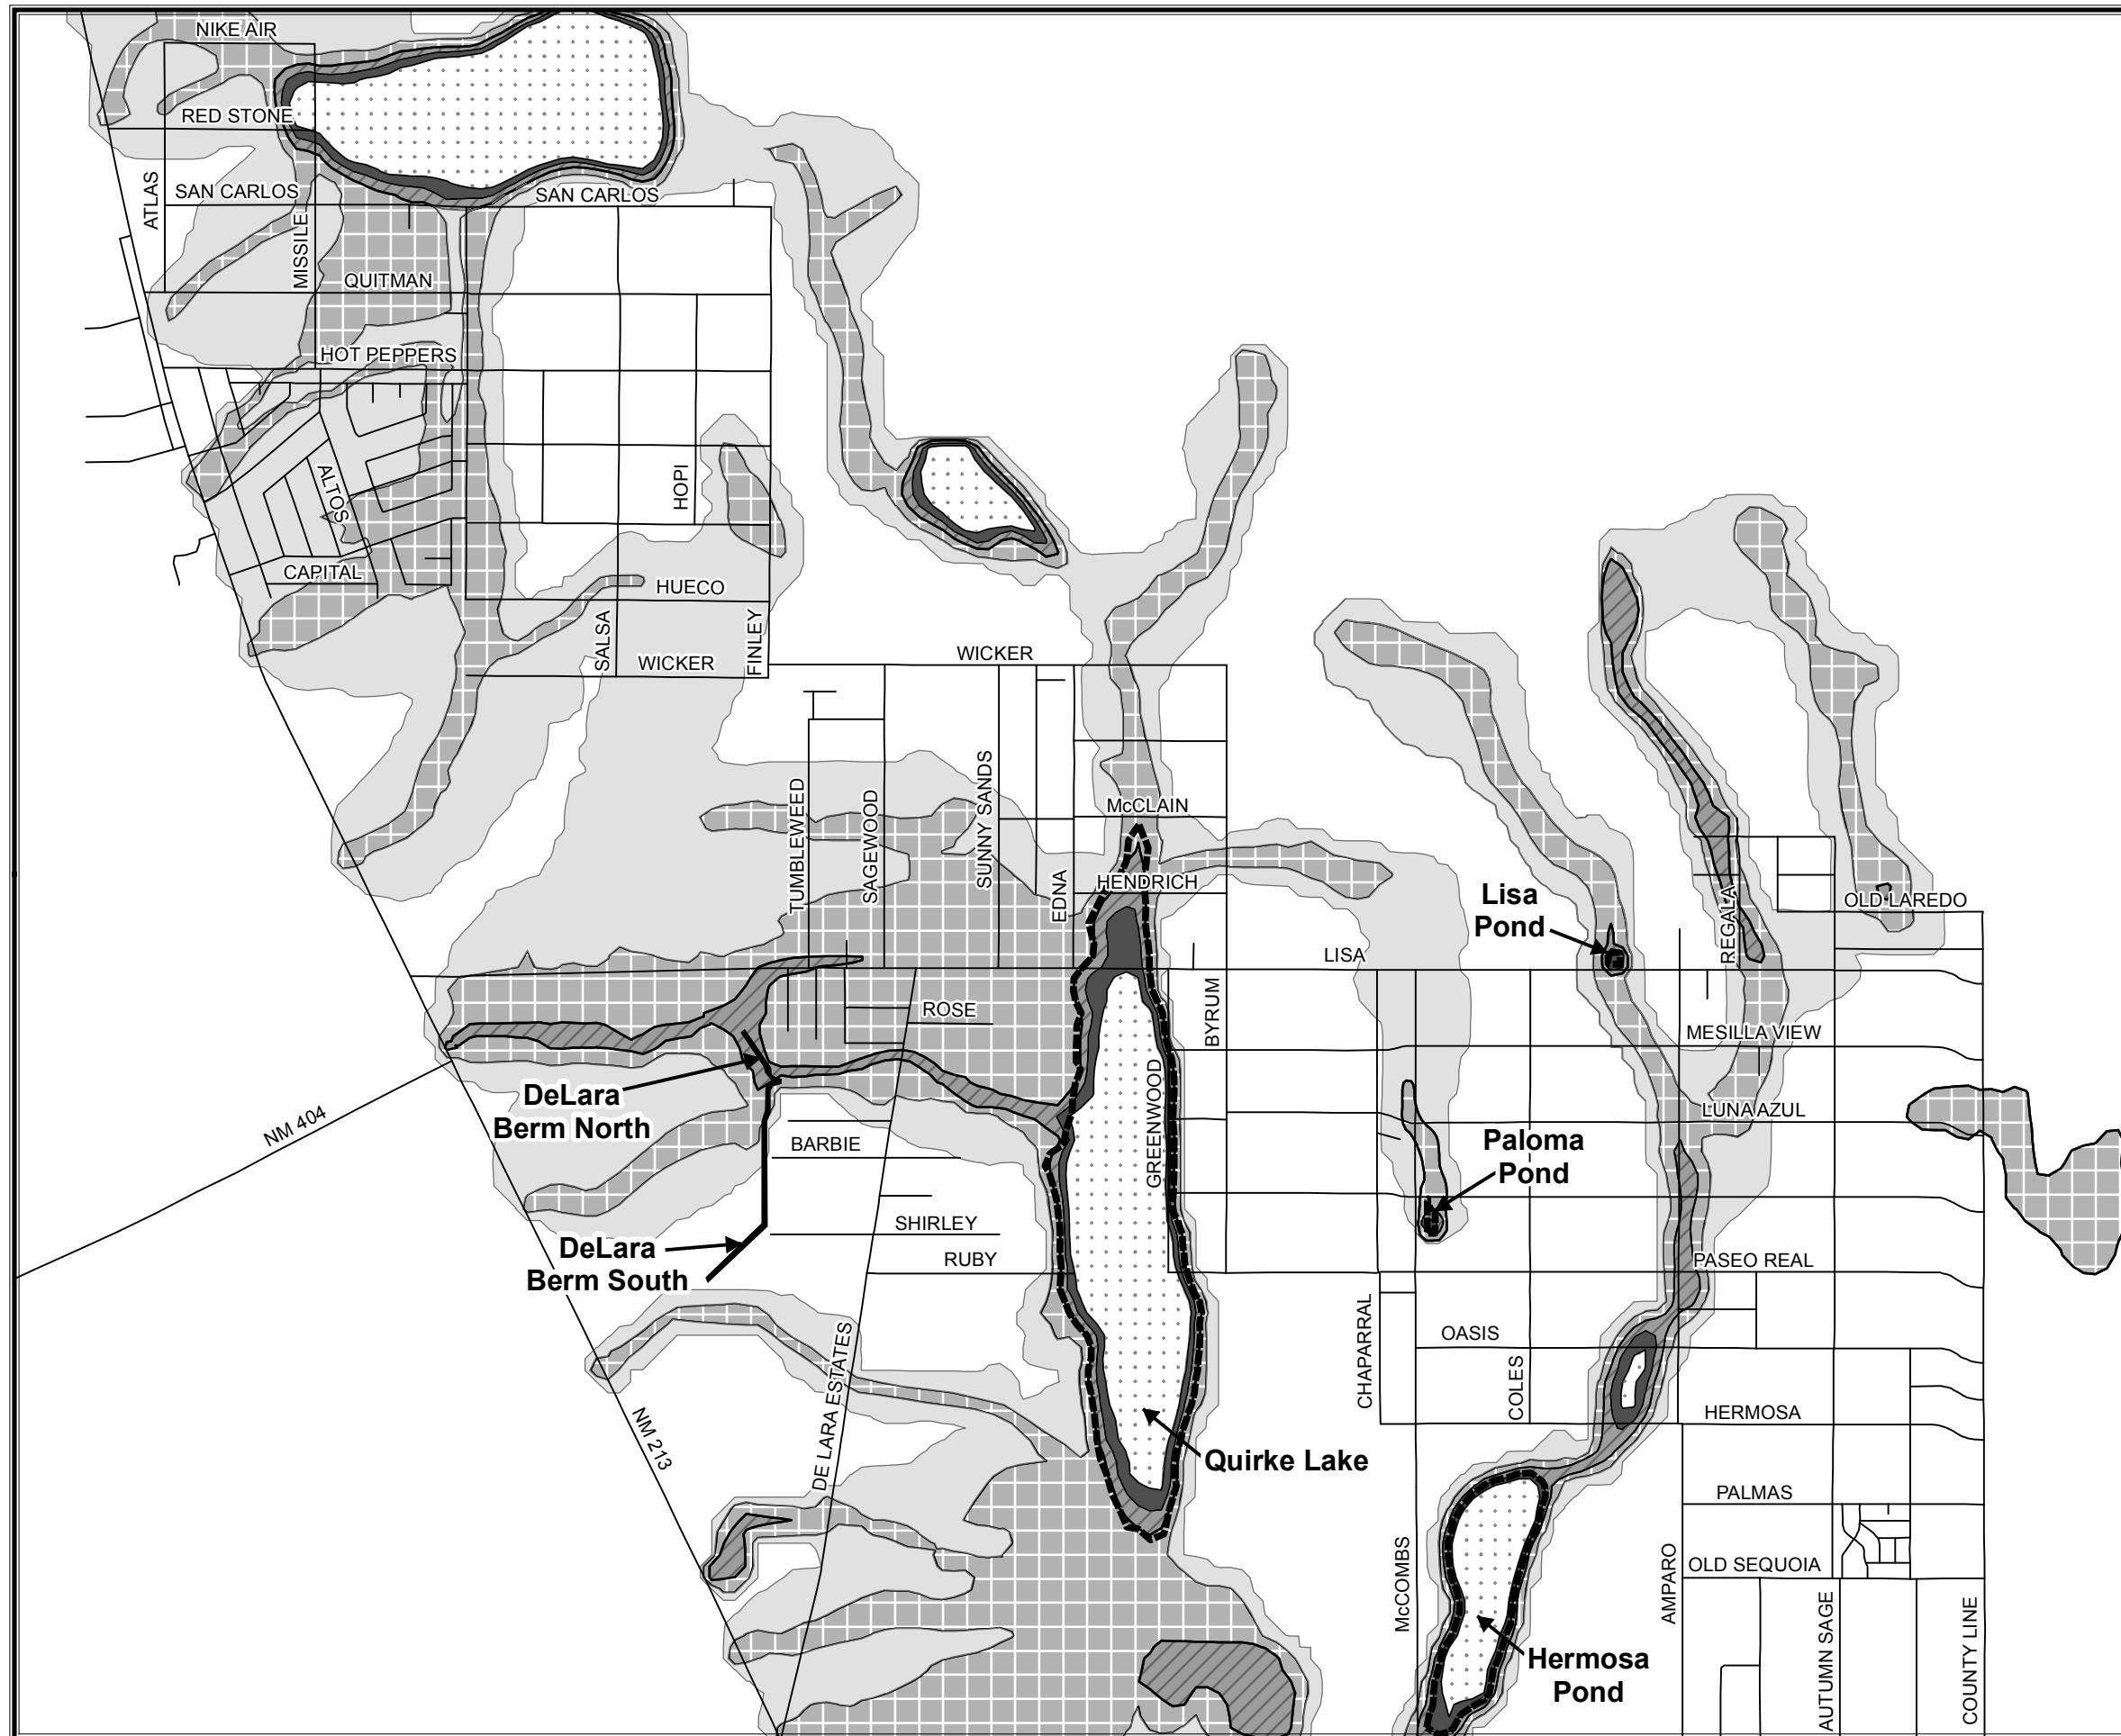 NIKE AIR
RED STONE
ATLAS
SAN CARLOS
SAN CARLOS
MISSILE
QUITMAN
HOT PEPPERS
ALTOS
HOPI
CAPITAL
HUECO
SALSA
FINLEY
WICKER
WICKER
TUMBLEWEED
SAGEWOOD
SUNNY SANDS
McCLAIN
HENDRICH
EDNA
Lisa
Pond
OLD LAREDO
REGALA
LISA
ROSE
BYRUM
MESILLA VIEW
GREENWOOD
DeLara
Berm North
NM 404
LUNA AZUL
BARBIE
Paloma
Pond
SHIRLEY
DeLara
Berm South
RUBY
PASEO REAL
CHAPARRAL
OASIS
COLES
DE LARA ESTATES
NM 213
HERMOSA
Quirke Lake
PALMAS
McCOMBS
AMPARO
OLD SEQUOIA
AUTUMN SAGE
COUNTY LINE
Hermosa
Pond